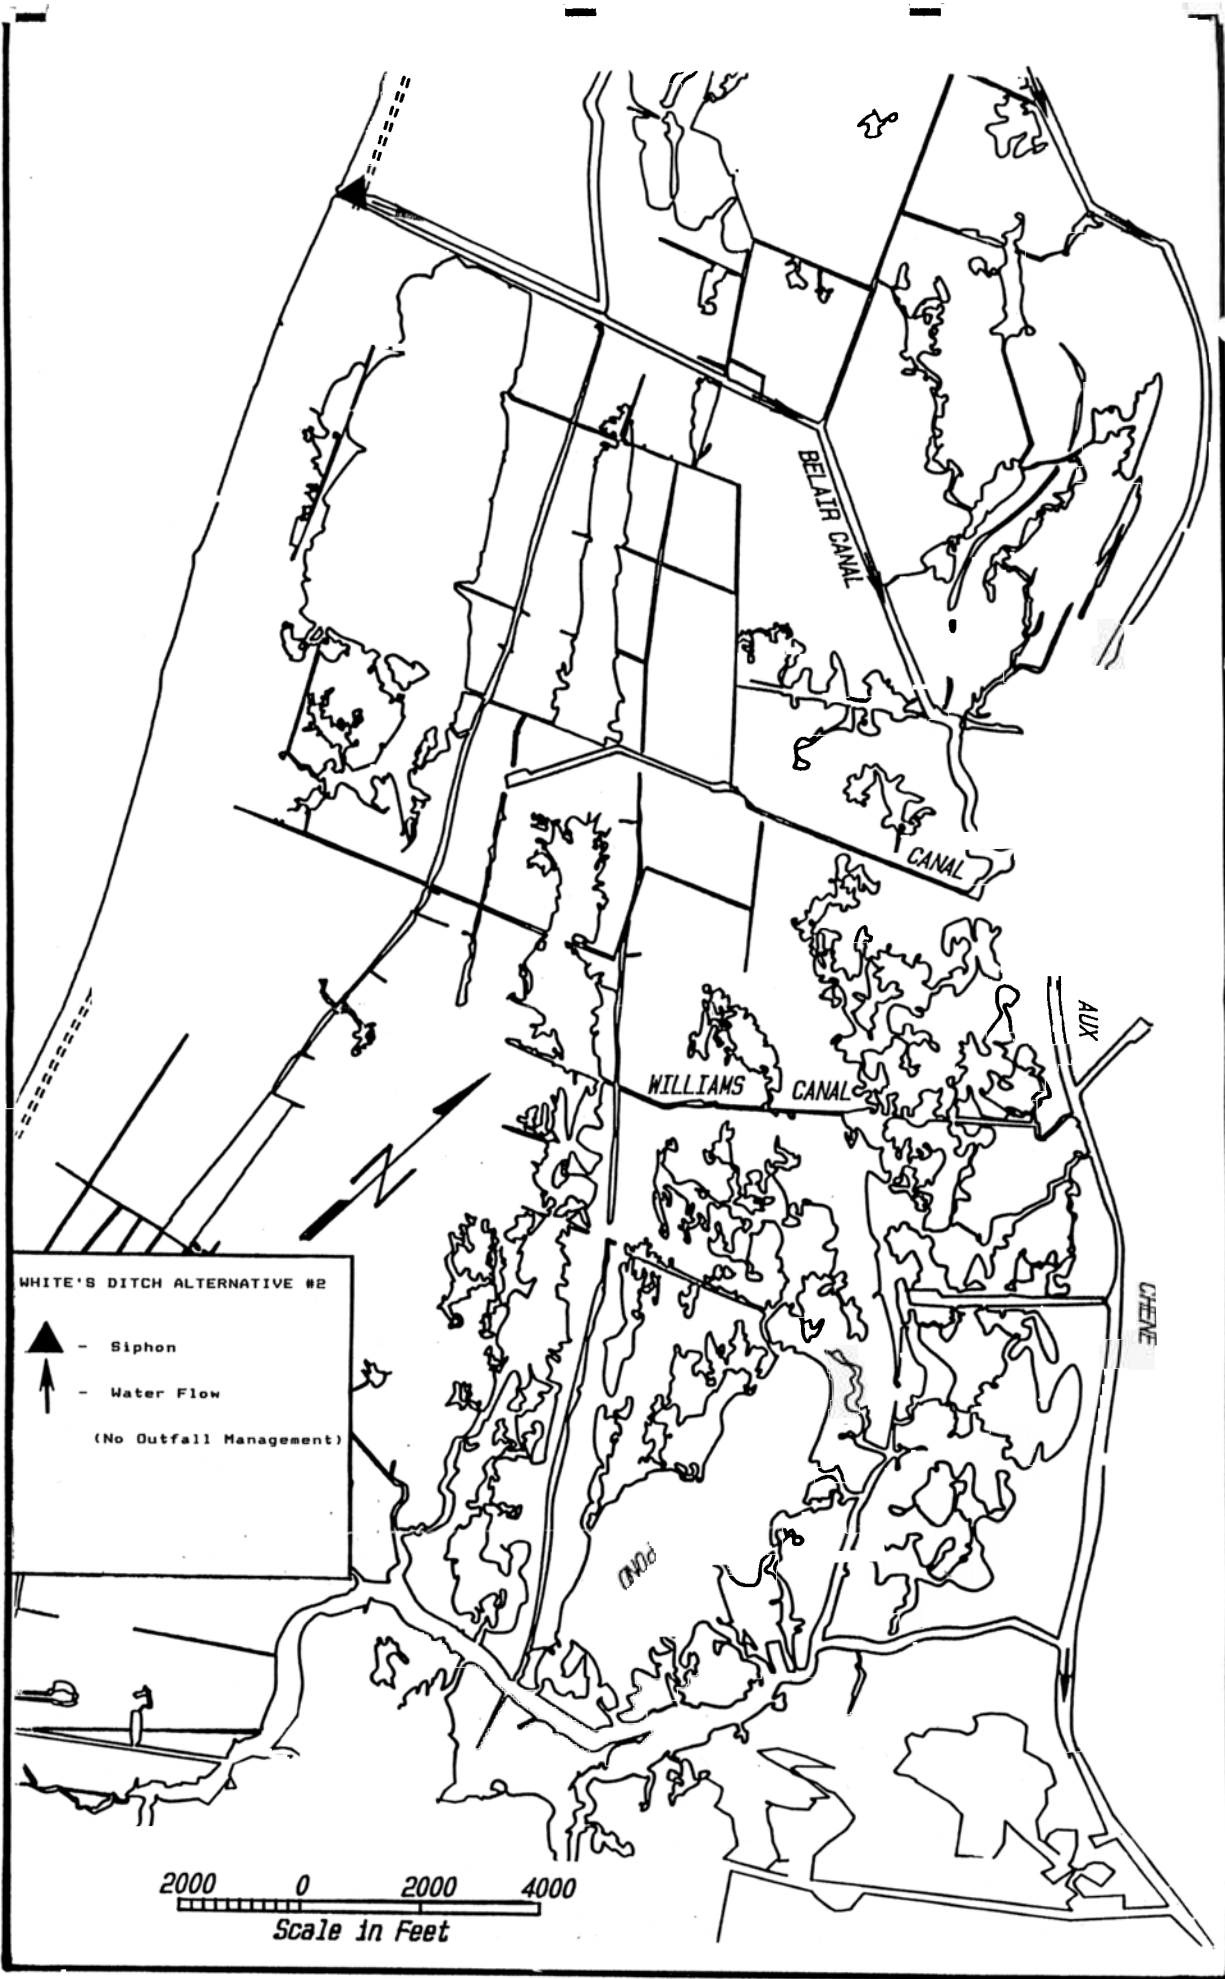 BELAIR CANAL
CANAL
AUX
WILLIAMS CANAL
CHENE
POND
WHITE'S DITCH ALTERNATIVE #2
- Siphon
- Water Flow
(No Outfall Management)
2000 0 2000 4000
Scale in Feet